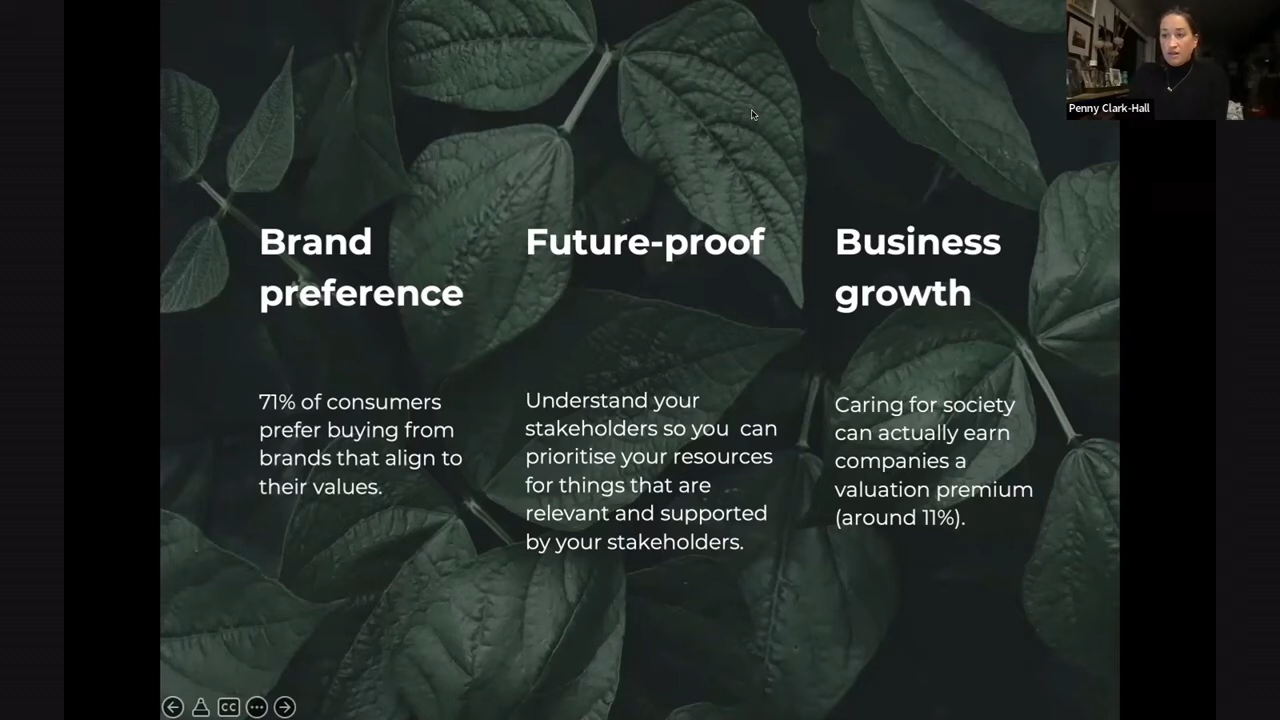 Penny Clark-Hall
Brand
preference
71% of consumers
prefer buying from
brands that align to
their values.
Future-proof
Understand your
stakeholders so you  can
prioritise your resources
for things that are
relevant and supported
by your stakeholders.
Business
growth
Caring for society
can actually earn
companies a
valuation premium
(around 11%).
CC